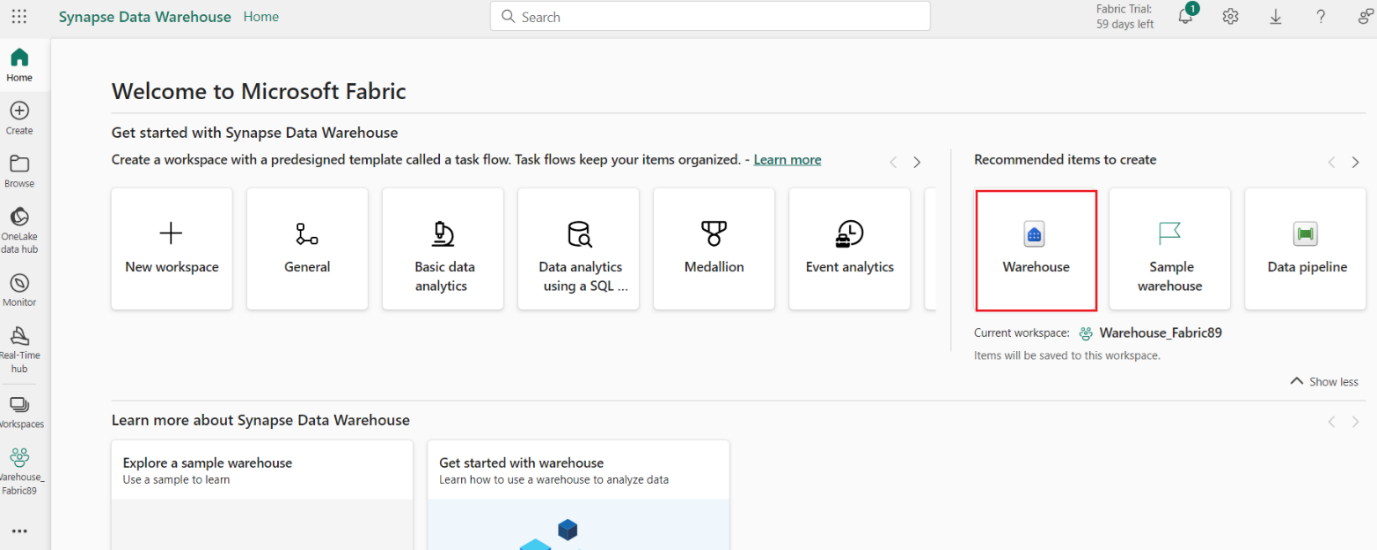 Synapse Data Warehouse Home
Search
Fabric Trial:
59 days left
1
?
Home
Create
Browse
OneLake
data hub
Monitor
Real-Time
hub
Workspaces
Warehouse_
Fabric89
Welcome to Microsoft Fabric
Get started with Synapse Data Warehouse
Create a workspace with a predesigned template called a task flow. Task flows keep your items organized. - Learn more
New workspace
General
Basic data
analytics
Data analytics
using a SQL ...
Medallion
Event analytics
Recommended items to create
Warehouse
Sample
warehouse
Data pipeline
Current workspace: Warehouse_Fabric89
Items will be saved to this workspace.
Show less
Learn more about Synapse Data Warehouse
Explore a sample warehouse
Use a sample to learn
Get started with warehouse
Learn how to use a warehouse to analyze data